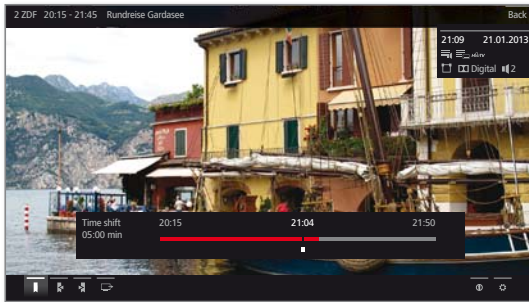 2 ZDF 20:15 - 21:45 Rundreise Gardasee
Back
21:09 21.01.2013
Digital 2
Time shift 20:15 21:04 21:50
05:00 min